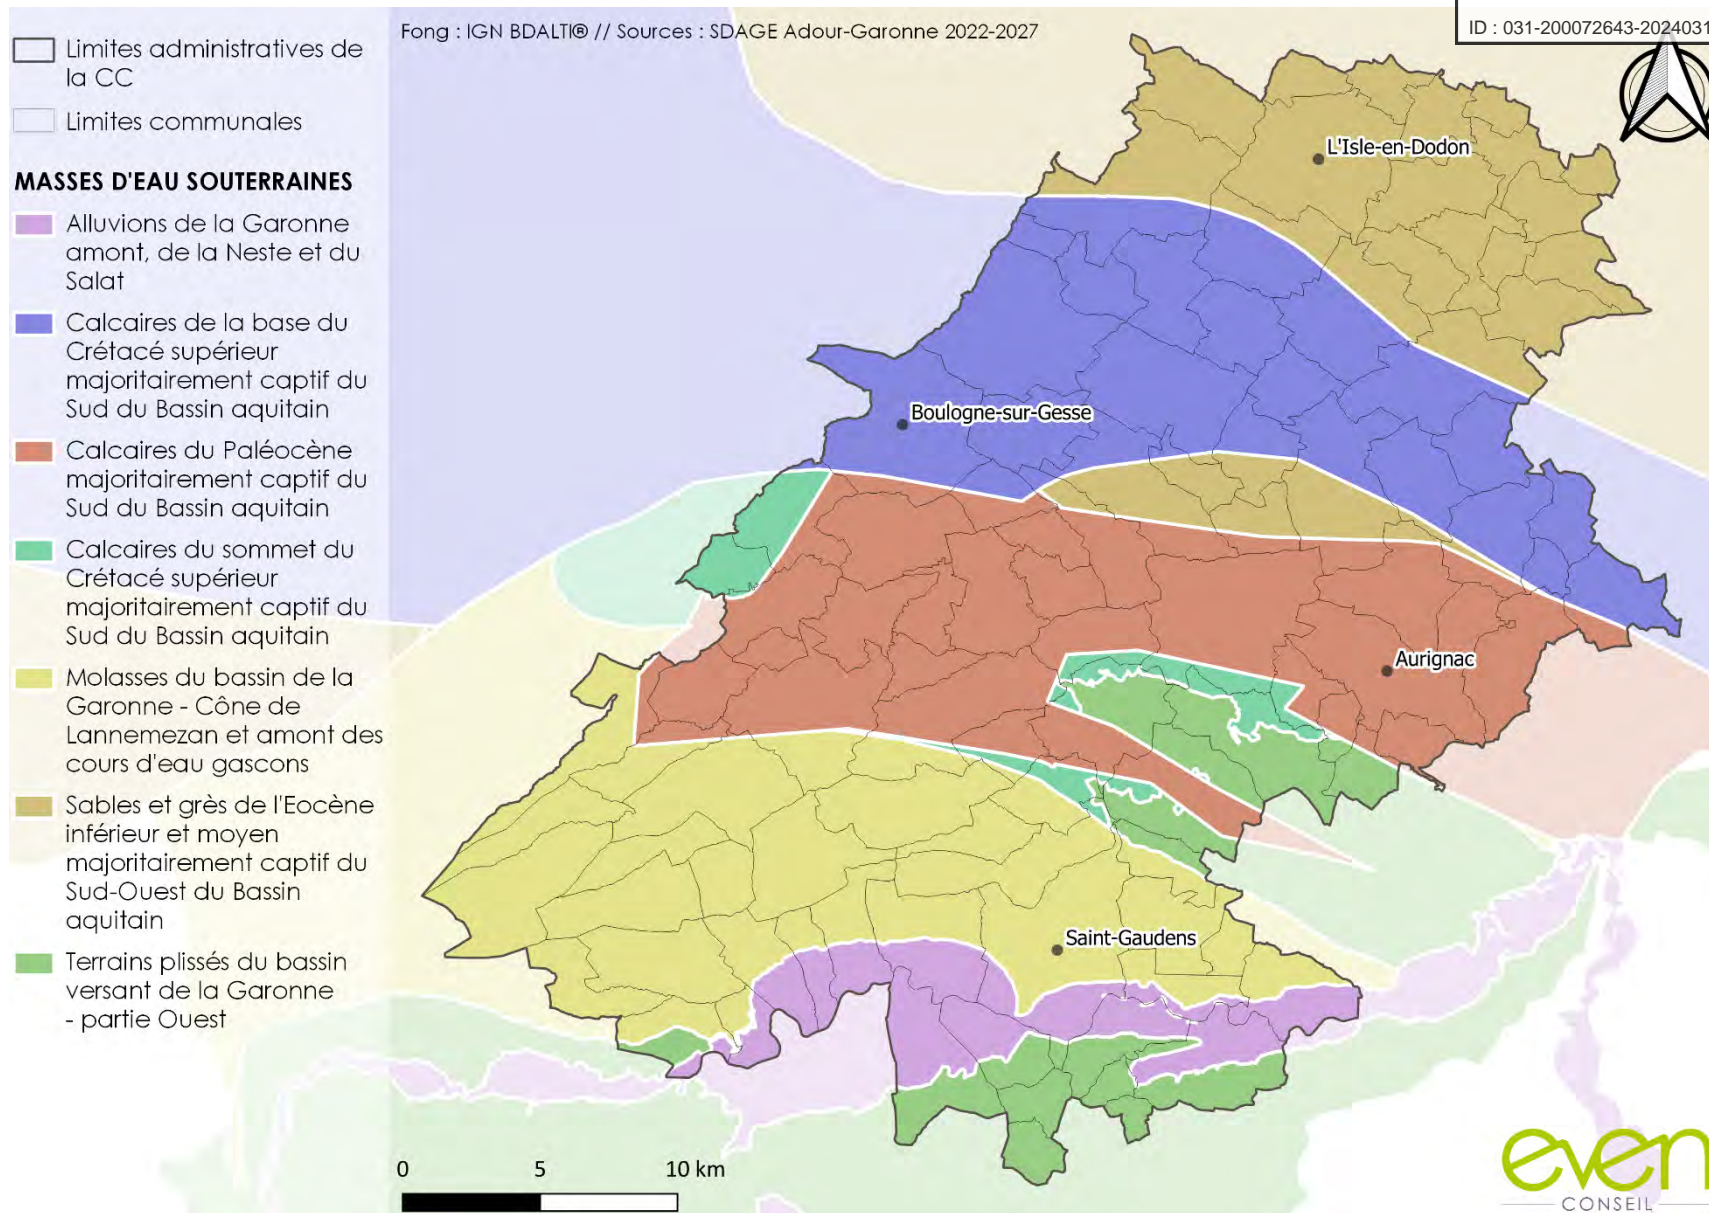 Fong : IGN BDALTI® // Sources : SDAGE Adour-Garonne 2022-2027
ID : 031-200072643-2024031
Limites administratives de
la CC
Limites communales
MASSES D'EAU SOUTERRAINES
Alluvions de la Garonne
amont, de la Neste et du
Salat
Calcaires de la base du
Crétacé supérieur
majoritairement captif du
Sud du Bassin aquitain
Calcaires du Paléocène
majoritairement captif du
Sud du Bassin aquitain
Calcaires du sommet du
Crétacé supérieur
majoritairement captif du
Sud du Bassin aquitain
Molasses du bassin de la
Garonne - Cône de
Lannemezan et amont des
cours d'eau gascons
Sables et grès de l'Eocène
inférieur et moyen
majoritairement captif du
Sud-Ouest du Bassin
aquitain
Terrains plissés du bassin
versant de la Garonne
- partie Ouest
L'Isle-en-Dodon
Boulogne-sur-Gesse
Aurignac
Saint-Gaudens
0 5 10 km
even
CONSEIL